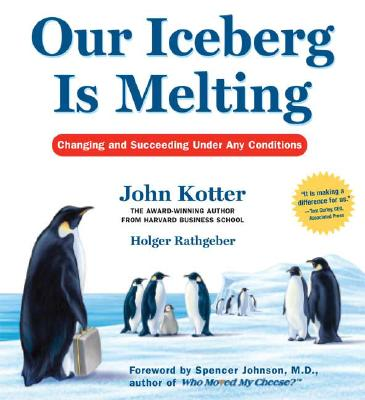 Our Iceberg
Is Melting
Changing and Succeeding Under Any Conditions
John Kotter
THE AWARD-WINNING AUTHOR
FROM HARVARD BUSINESS SCHOOL
Holger Rathgeber
"It is making a
difference for us."
—Tom Curley, CEO,
Associated Press
Foreword by Spencer Johnson, M.D.,
author of Who Moved My Cheese?™